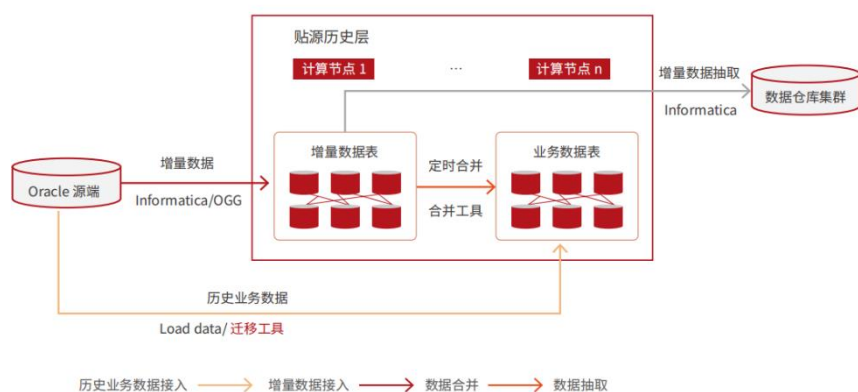 贴源历史层
计算节点 1
...
计算节点 n
增量数据抽取
Informatica
数据仓库集群
Oracle 源端
增量数据
Informatica/OGG
增量数据表
定时合并
合并工具
业务数据表
历史业务数据
Load data/ 迁移工具
历史业务数据接入
增量数据接入
数据合并
数据抽取